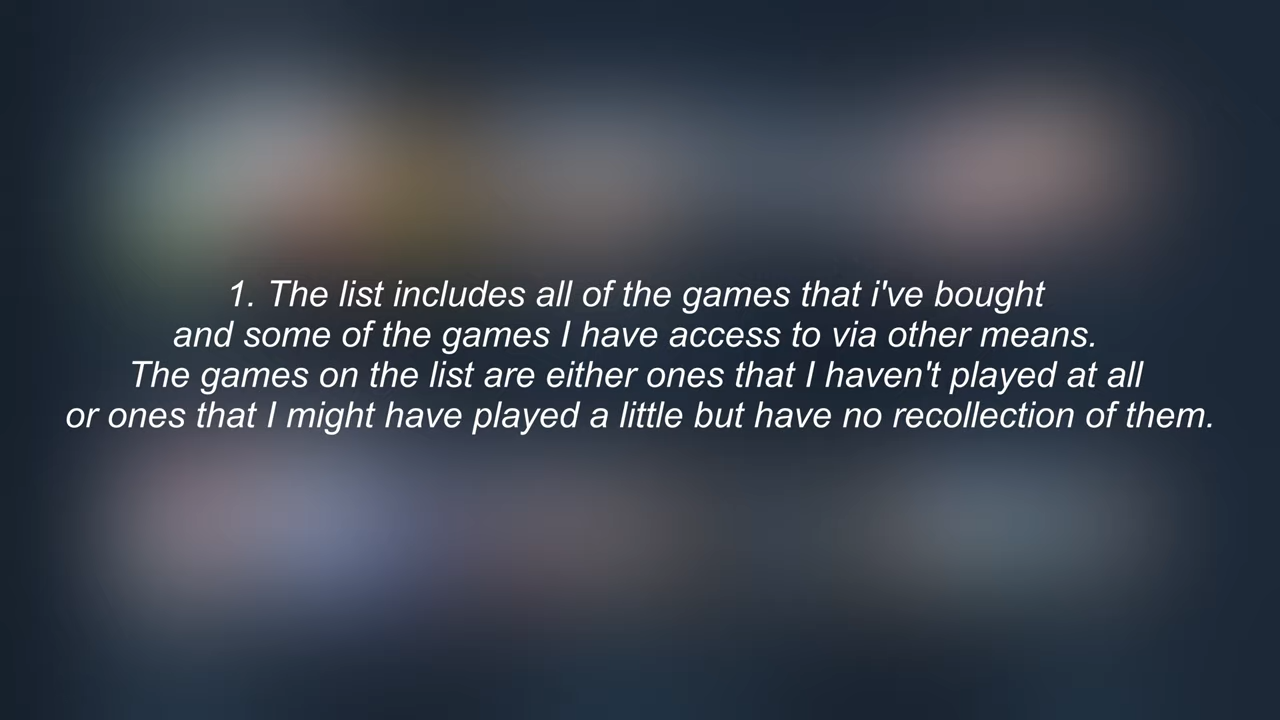 1. The list includes all of the games that i've bought
and some of the games I have access to via other means.
The games on the list are either ones that I haven't played at all
or ones that I might have played a little but have no recollection of them.